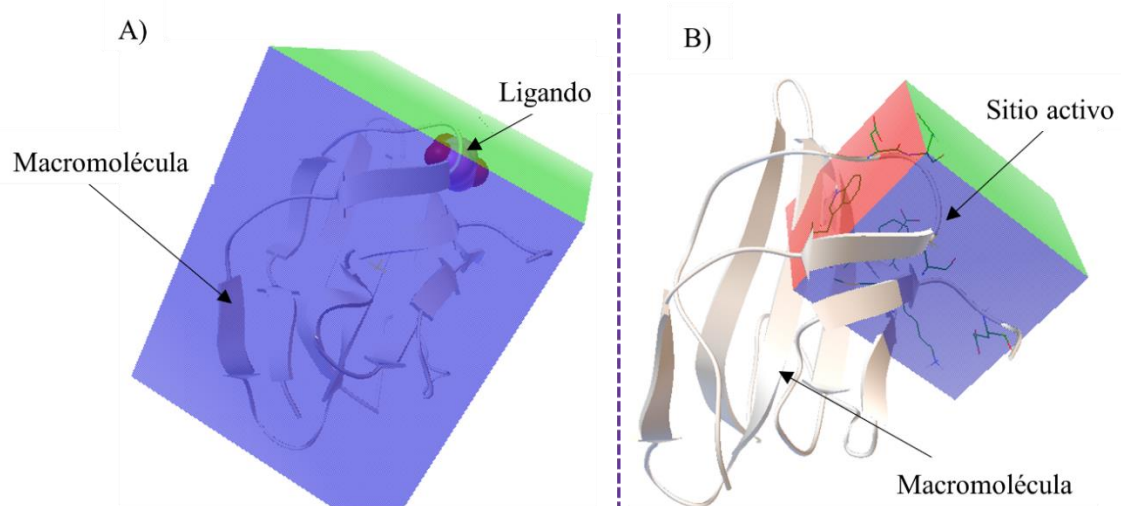 A)
Ligando
Macromolécula
B)
Sitio activo
Macromolécula